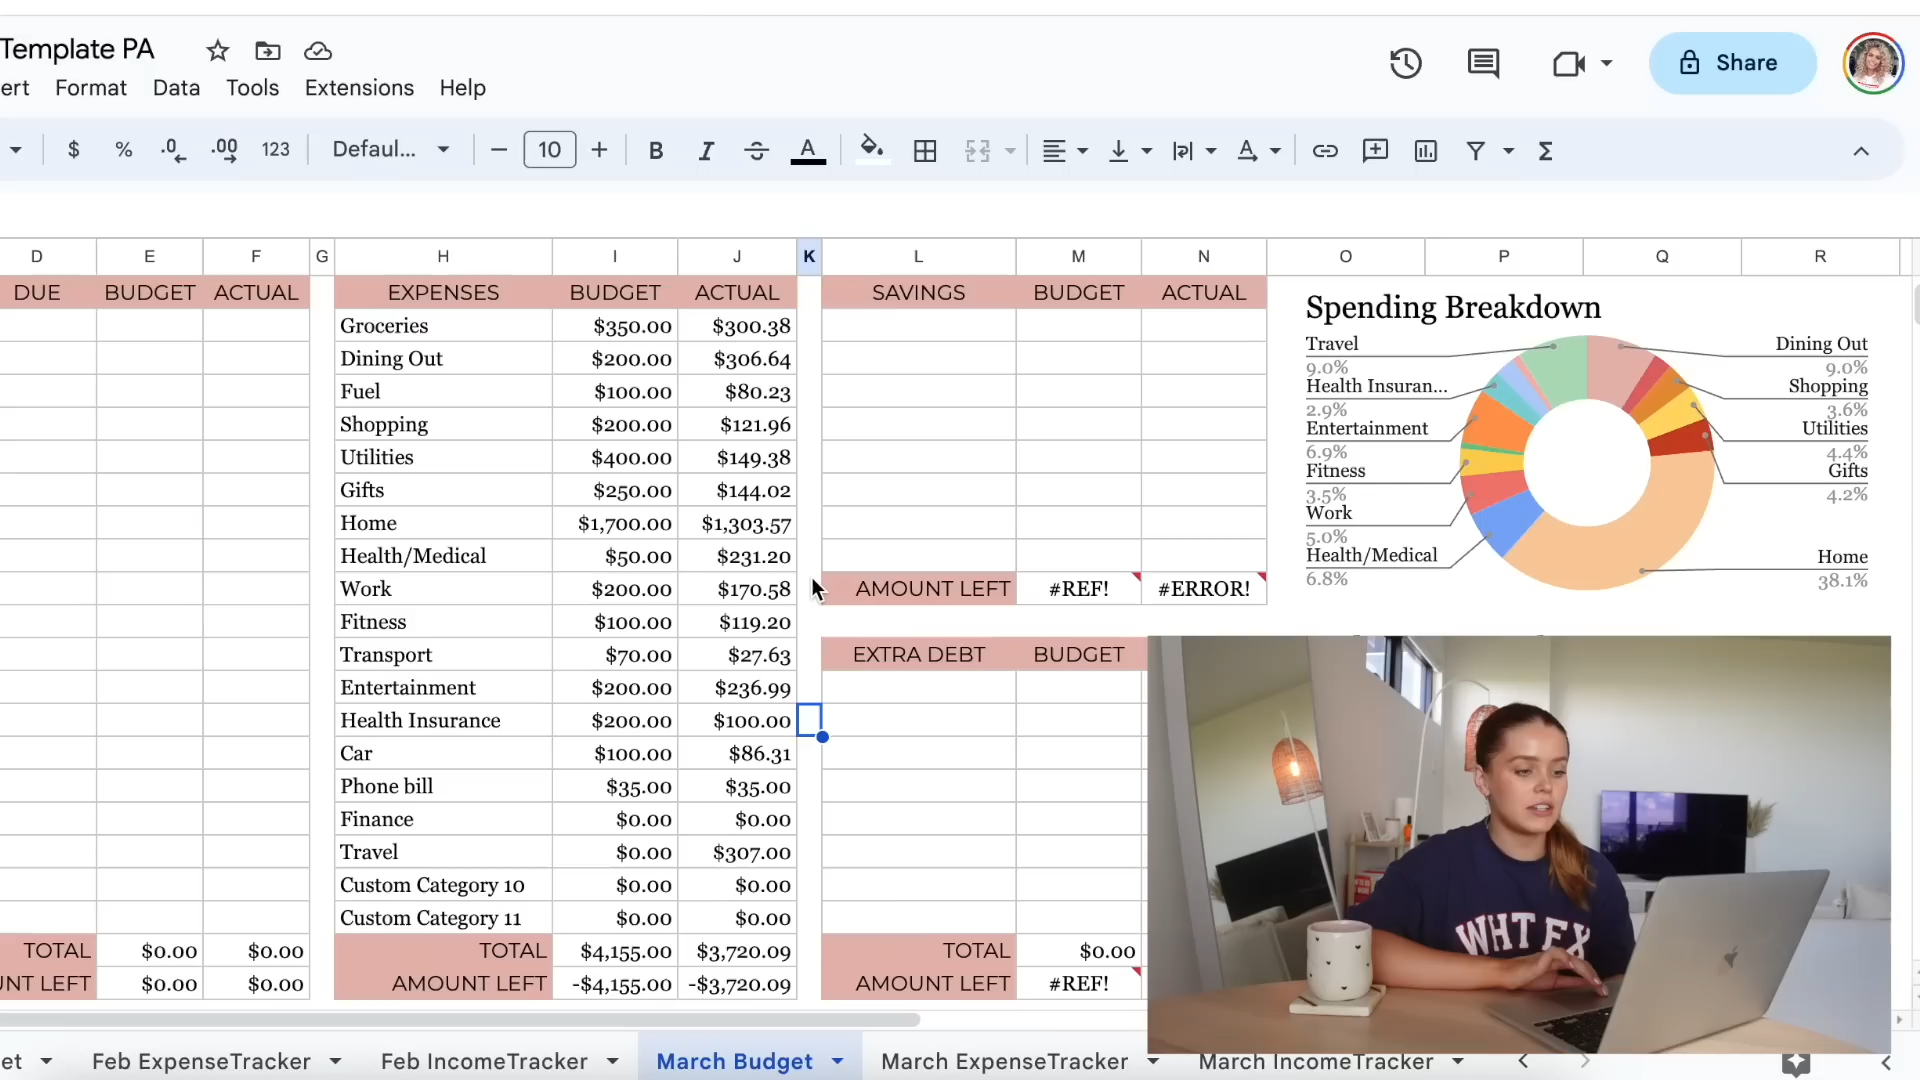 Template PA
Share
ert Format Data Tools Extensions Help
$ % .0 .00 123 Defaul... 10 B I A
D E F G H I J K L M N O P Q R
DUE BUDGET ACTUAL EXPENSES BUDGET ACTUAL SAVINGS BUDGET ACTUAL
Groceries $350.00 $300.38
Dining Out $200.00 $306.64
Fuel $100.00 $80.23
Shopping $200.00 $121.96
Utilities $400.00 $149.38
Gifts $250.00 $144.02
Home $1,700.00 $1,303.57
Health/Medical $50.00 $231.20
Work $200.00 $170.58 AMOUNT LEFT #REF! #ERROR!
Fitness $100.00 $119.20
Transport $70.00 $27.63 EXTRA DEBT BUDGET
Entertainment $200.00 $236.99
Health Insurance $200.00 $100.00
Car $100.00 $86.31
Phone bill $35.00 $35.00
Finance $0.00 $0.00
Travel $0.00 $307.00
Custom Category 10 $0.00 $0.00
Custom Category 11 $0.00 $0.00
TOTAL $0.00 $0.00 TOTAL $4,155.00 $3,720.09 TOTAL $0.00
UNT LEFT $0.00 $0.00 AMOUNT LEFT -$4,155.00 -$3,720.09 AMOUNT LEFT #REF!
Spending Breakdown
Travel
9.0%
Health Insuran...
2.9%
Entertainment
6.9%
Fitness
3.5%
Work
5.0%
Health/Medical
6.8%
Dining Out
9.0%
Shopping
3.6%
Utilities
4.4%
Gifts
4.2%
Home
38.1%
WHT FX
et Feb ExpenseTracker Feb IncomeTracker March Budget March ExpenseTracker March IncomeTracker